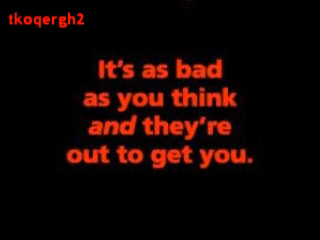 tkoqergh2
It's as bad
as you think
and they're
out to get you.